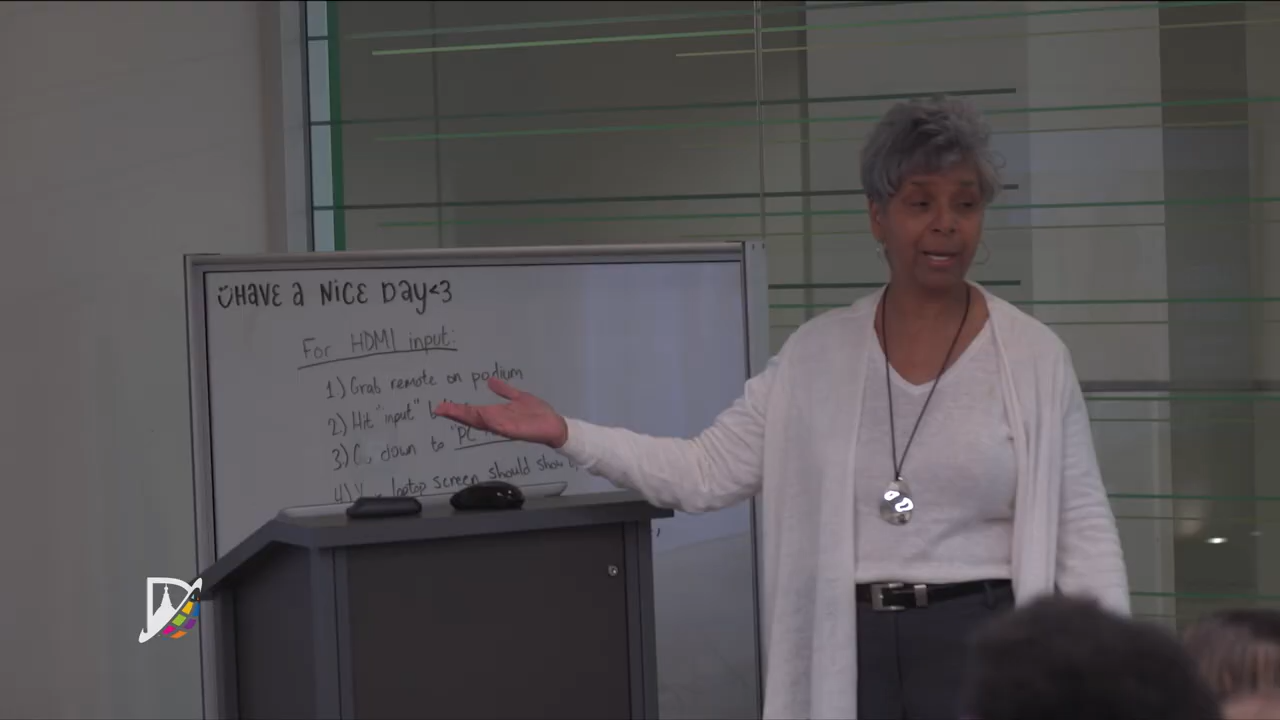 HAVE A NICE DAY<3
For HDMI input:
1) Grab remote on podium
2) Hit "input"
3) down to "PC
4) laptop screen should show